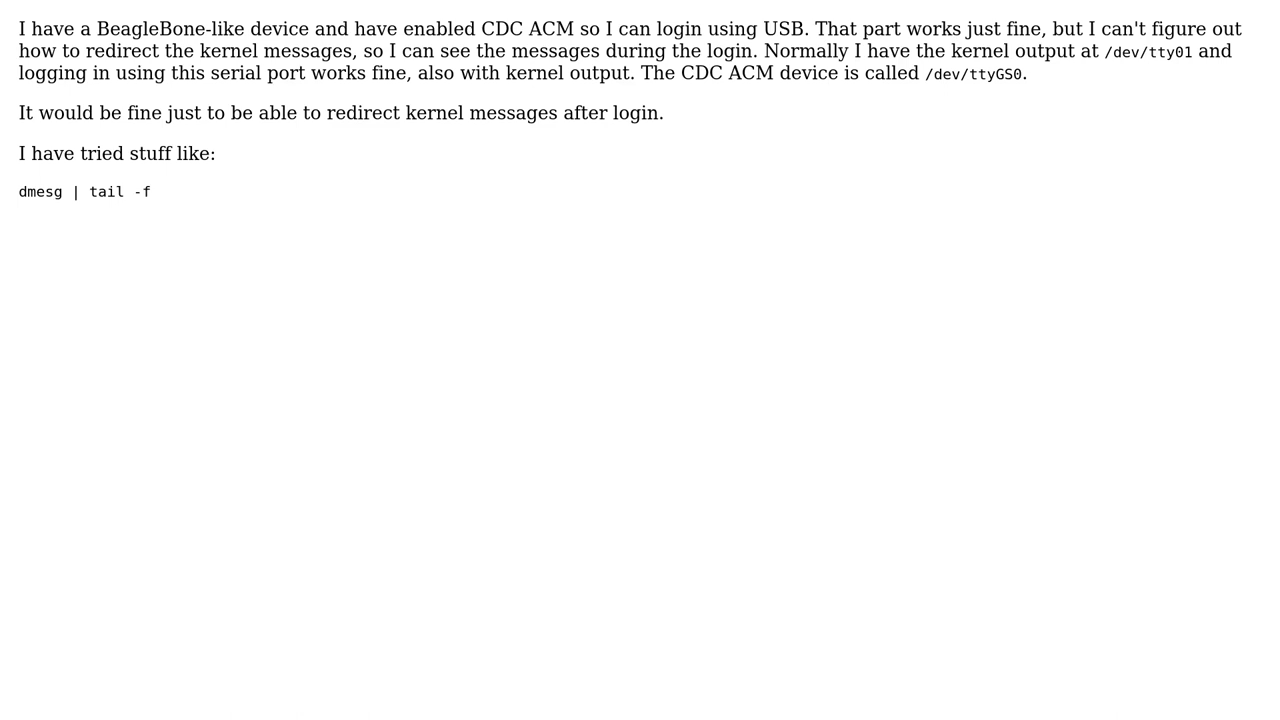 I have a BeagleBone-like device and have enabled CDC ACM so I can login using USB. That part works just fine, but I can't figure out
how to redirect the kernel messages, so I can see the messages during the login. Normally I have the kernel output at /dev/tty01 and
logging in using this serial port works fine, also with kernel output. The CDC ACM device is called /dev/ttyGS0.
It would be fine just to be able to redirect kernel messages after login.
I have tried stuff like:
dmesg | tail -f